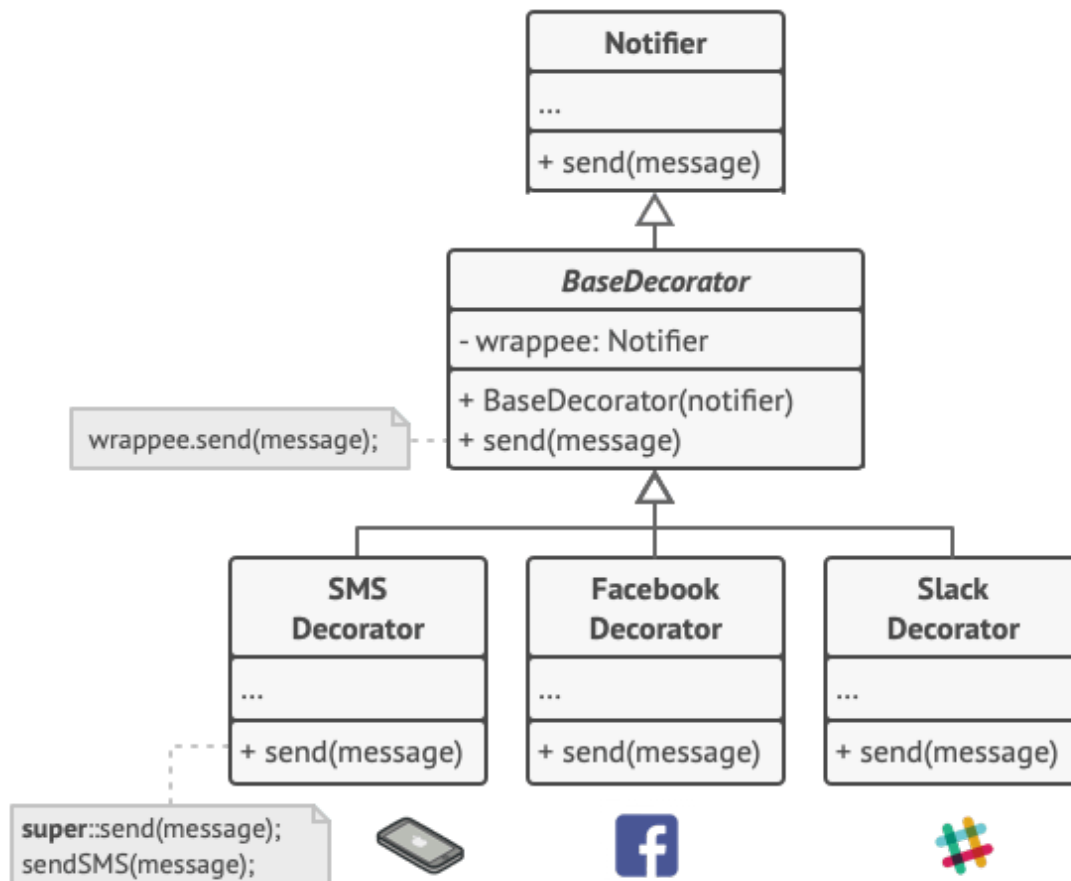 Notifier
...
+ send(message)
BaseDecorator
- wrappee: Notifier
+ BaseDecorator(notifier)
+ send(message)
wrappee.send(message);
SMS
Decorator
...
+ send(message)
Facebook
Decorator
...
+ send(message)
Slack
Decorator
...
+ send(message)
super::send(message);
sendSMS(message);
f